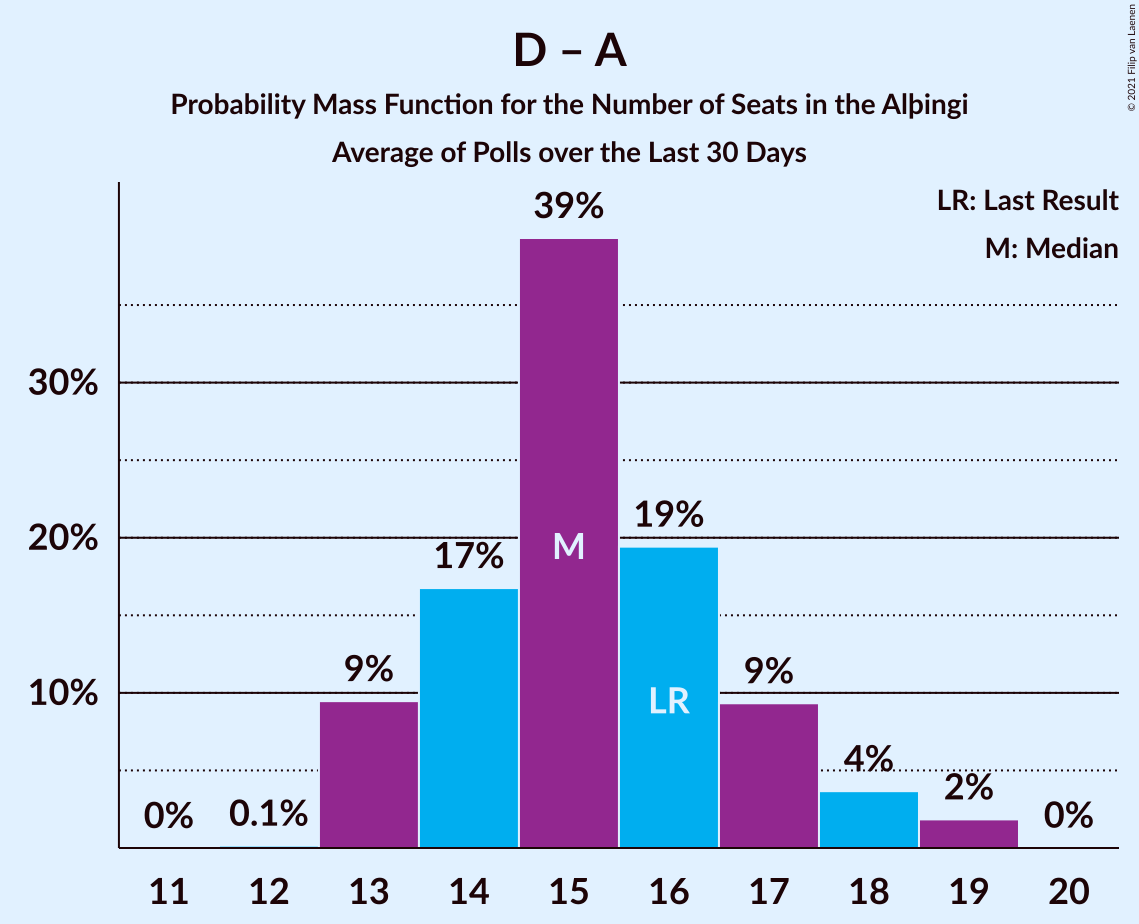 D – A
Probability Mass Function for the Number of Seats in the Alþingi
Average of Polls over the Last 30 Days
© 2021 Filip van Laenen
LR: Last Result
M: Median
39%
30%
19%
20%
17%
M
9%
9%
10%
LR
4%
2%
0%
0.1%
0%
11 12 13 14 15 16 17 18 19 20